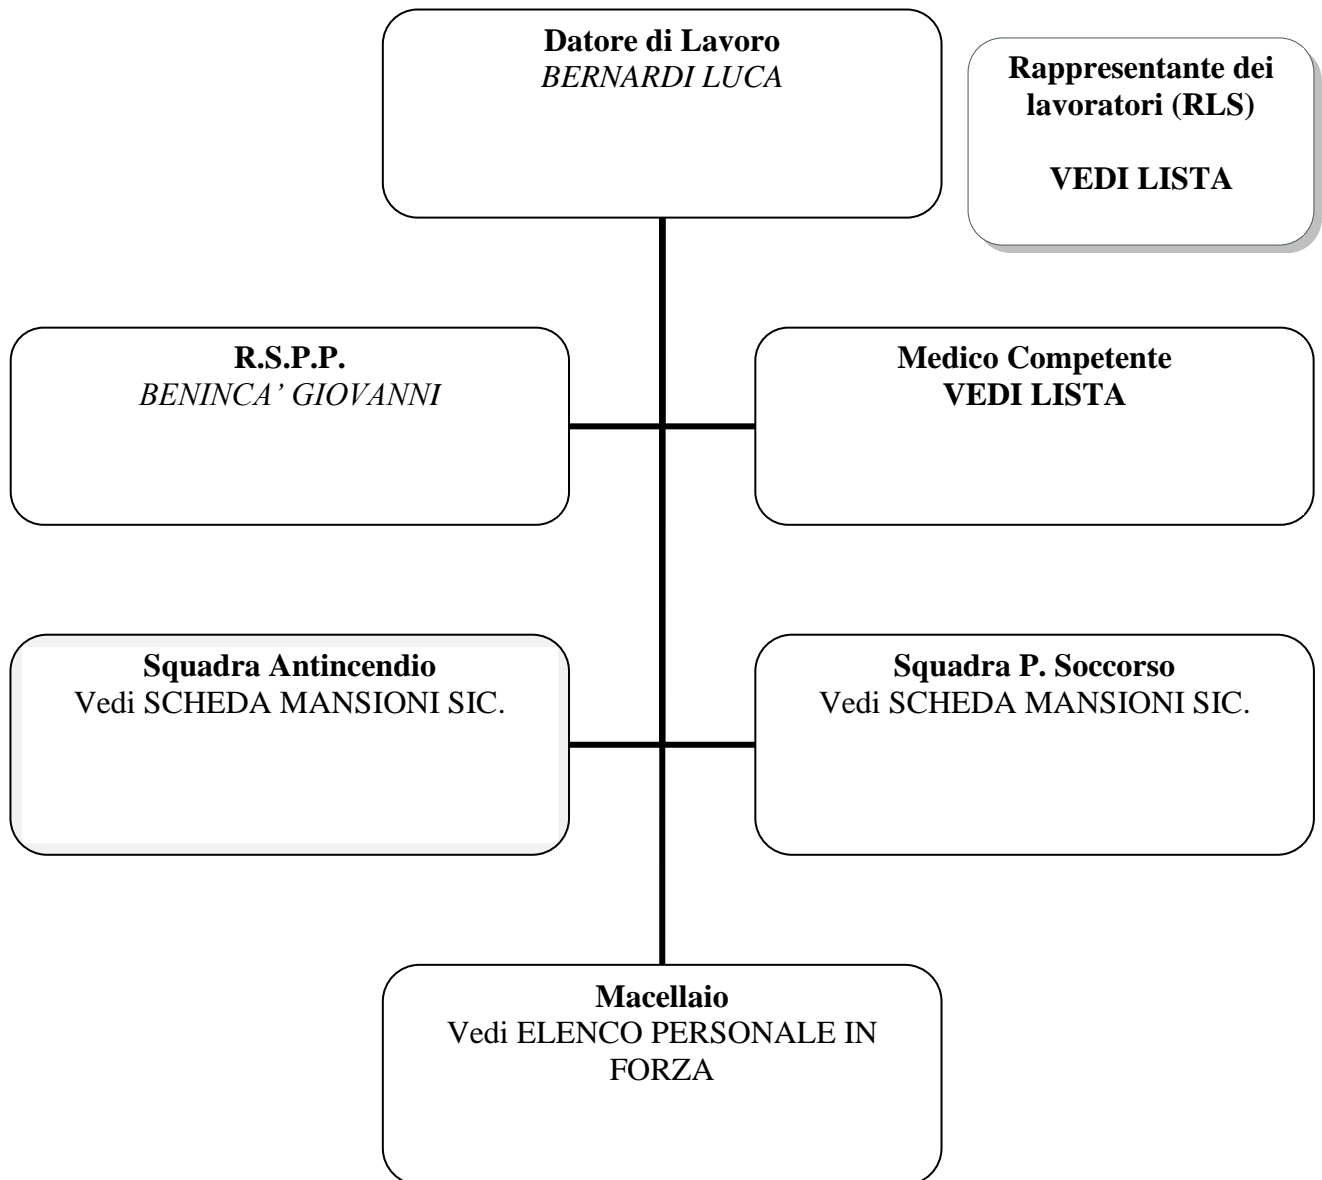 Datore di Lavoro
BERNARDI LUCA
Rappresentante dei
lavoratori (RLS)
VEDI LISTA
R.S.P.P.
BENINCA’ GIOVANNI
Medico Competente
VEDI LISTA
Squadra Antincendio
Vedi SCHEDA MANSIONI SIC.
Squadra P. Soccorso
Vedi SCHEDA MANSIONI SIC.
Macellaio
Vedi ELENCO PERSONALE IN
FORZA